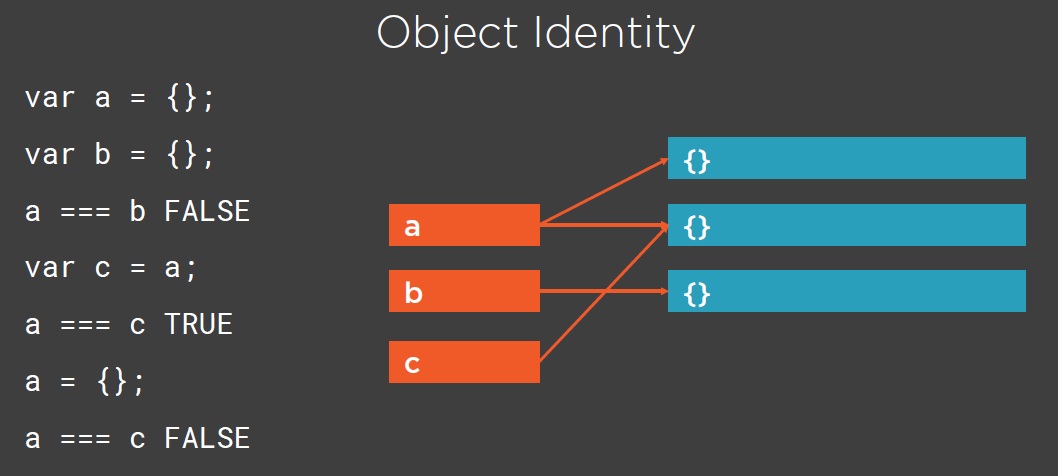 Object Identity
var a = {};
var b = {};
a === b FALSE
var c = a;
a === c TRUE
a = {};
a === c FALSE
a
b
c
{}
{}
{}